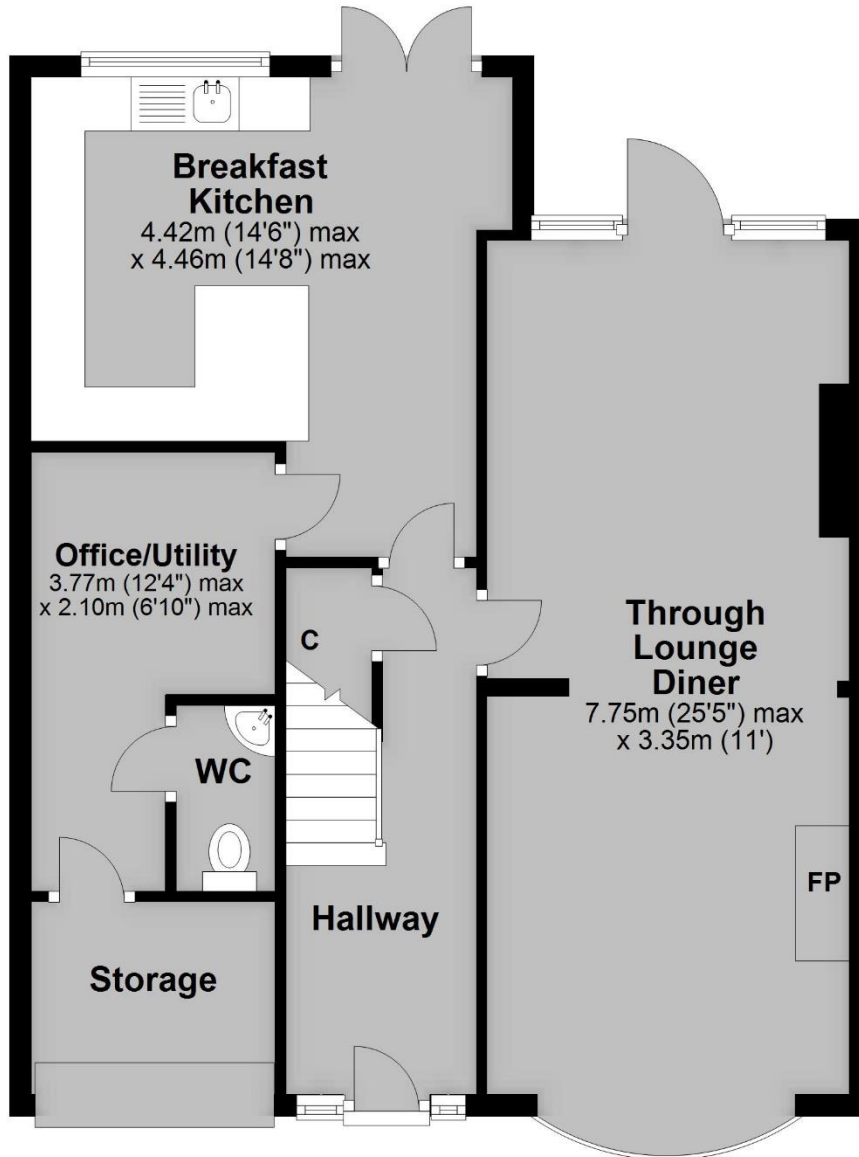 Breakfast
Kitchen
4.42m (14'6") max
x 4.46m (14'8") max
Office/Utility
3.77m (12'4") max
x 2.10m (6'10") max
C
Through
Lounge
Diner
7.75m (25'5") max
x 3.35m (11')
WC
FP
Hallway
Storage